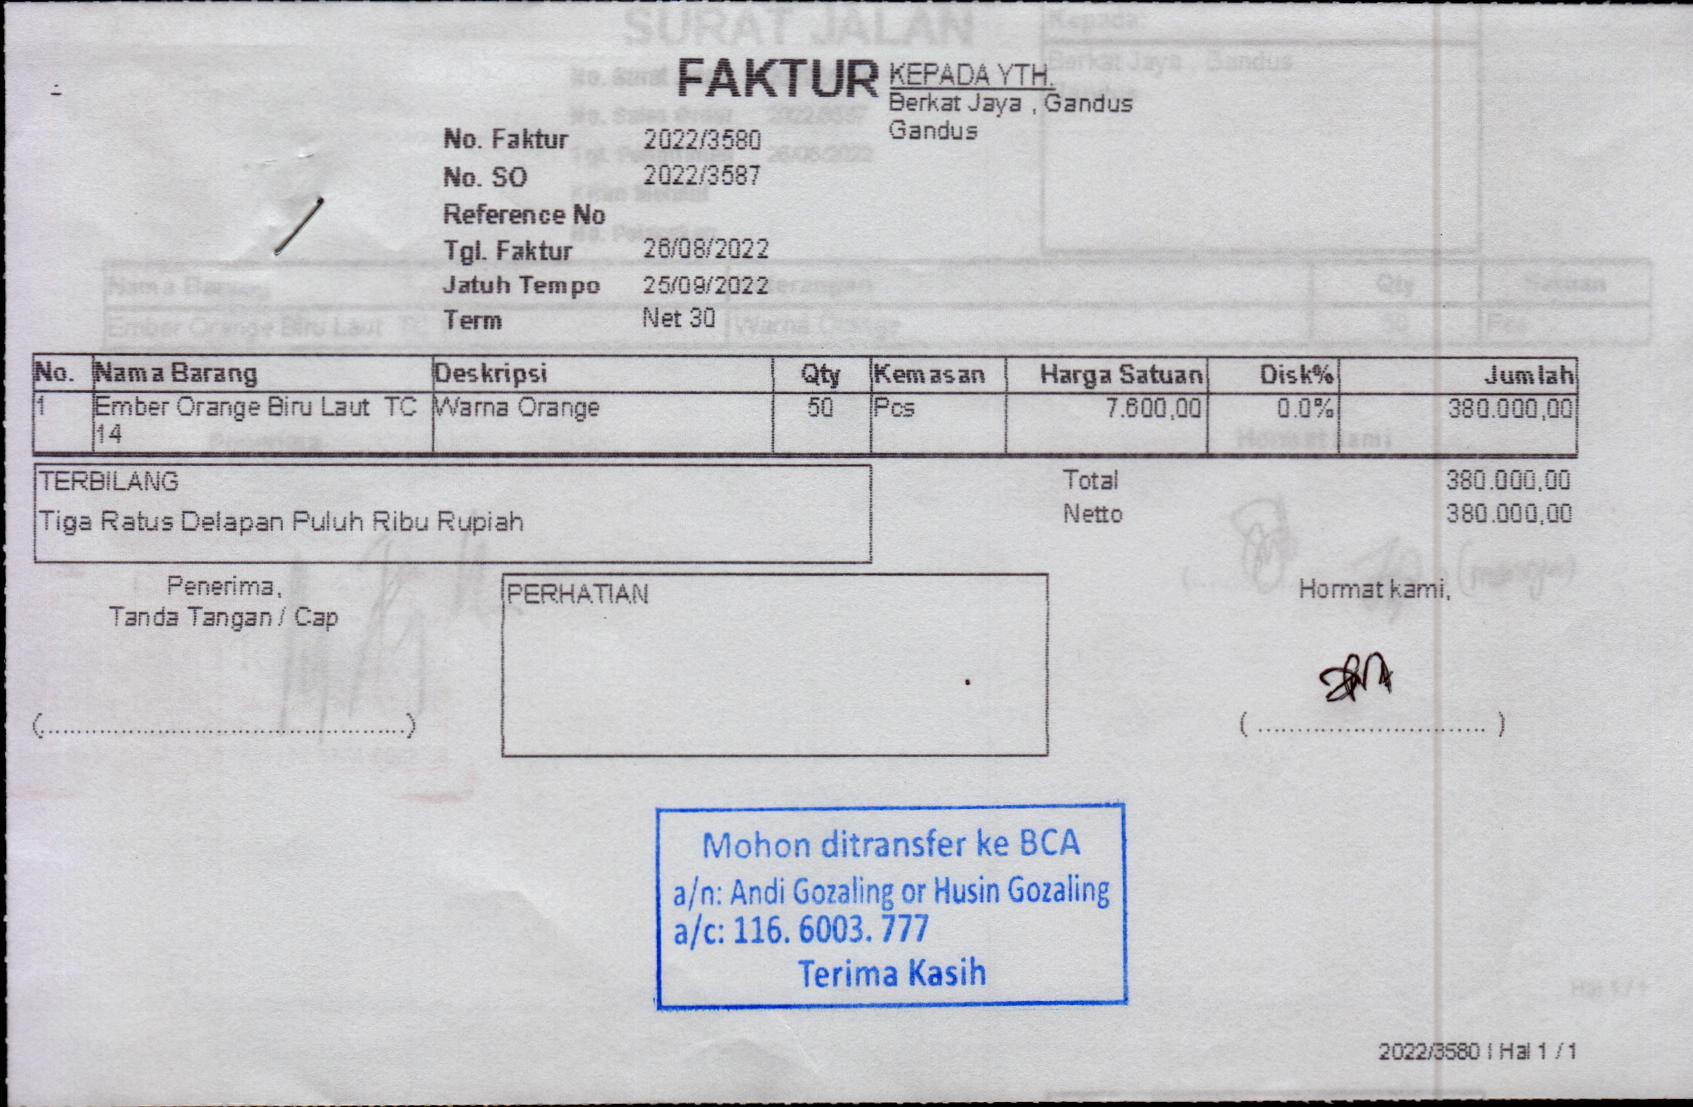 FAKTUR
KEPADA YTH.
Berkat Jaya , Gandus
Gandus
No. Faktur 2022/3580
No. SO 2022/3587
Reference No
Tgl. Faktur 26/08/2022
Jatuh Tempo 25/09/2022
Term Net 30
No. Nama Barang Deskripsi Qty Kemasan Harga Satuan Disk% Jumlah
1 Ember Orange Biru Laut TC Warna Orange 50 Pcs 7.600,00 0.0% 380.000,00
14
TERBILANG
Tiga Ratus Delapan Puluh Ribu Rupiah
Total 380.000,00
Netto 380.000,00
Penerima,
Tanda Tangan / Cap
PERHATIAN
Hormat kami,
(................................................)
( ............................. )
Mohon ditransfer ke BCA
a/n: Andi Gozaling or Husin Gozaling
a/c: 116. 6003. 777
Terima Kasih
2022/3580 | Hal 1 / 1